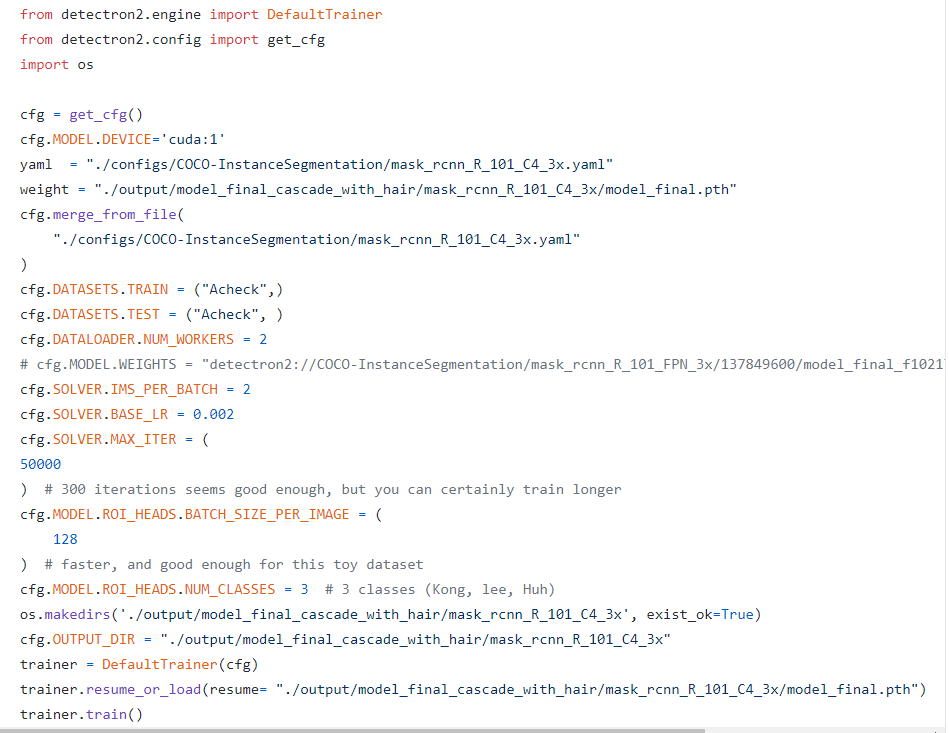 from detectron2.engine import DefaultTrainer
from detectron2.config import get_cfg
import os
cfg = get_cfg()
cfg.MODEL.DEVICE='cuda:1'
yaml  = "./configs/COCO-InstanceSegmentation/mask_rcnn_R_101_C4_3x.yaml"
weight = "./output/model_final_cascade_with_hair/mask_rcnn_R_101_C4_3x/model_final.pth"
cfg.merge_from_file(
    "./configs/COCO-InstanceSegmentation/mask_rcnn_R_101_C4_3x.yaml"
)
cfg.DATASETS.TRAIN = ("Acheck",)
cfg.DATASETS.TEST = ("Acheck", )
cfg.DATALOADER.NUM_WORKERS = 2
# cfg.MODEL.WEIGHTS = "detectron2://COCO-InstanceSegmentation/mask_rcnn_R_101_FPN_3x/137849600/model_final_f1021
cfg.SOLVER.IMS_PER_BATCH = 2
cfg.SOLVER.BASE_LR = 0.002
cfg.SOLVER.MAX_ITER = (
50000
)  # 300 iterations seems good enough, but you can certainly train longer
cfg.MODEL.ROI_HEADS.BATCH_SIZE_PER_IMAGE = (
    128
)  # faster, and good enough for this toy dataset
cfg.MODEL.ROI_HEADS.NUM_CLASSES = 3  # 3 classes (Kong, lee, Huh)
os.makedirs('./output/model_final_cascade_with_hair/mask_rcnn_R_101_C4_3x', exist_ok=True)
cfg.OUTPUT_DIR = "./output/model_final_cascade_with_hair/mask_rcnn_R_101_C4_3x"
trainer = DefaultTrainer(cfg)
trainer.resume_or_load(resume= "./output/model_final_cascade_with_hair/mask_rcnn_R_101_C4_3x/model_final.pth")
trainer.train()